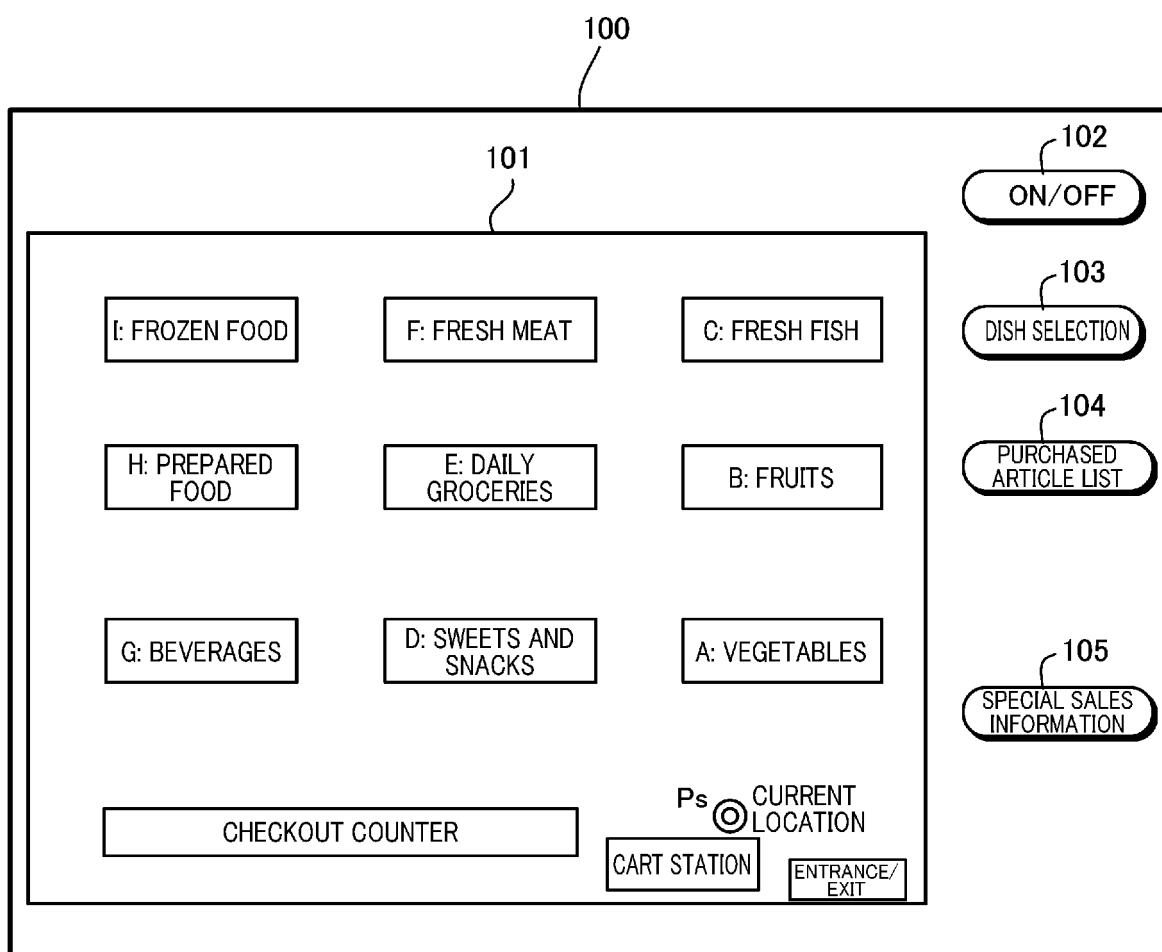 100
102
ON/OFF
101
103
DISH SELECTION
I: FROZEN FOOD
F: FRESH MEAT
C: FRESH FISH
104
PURCHASED
ARTICLE LIST
H: PREPARED
FOOD
E: DAILY
GROCERIES
B: FRUITS
G: BEVERAGES
D: SWEETS AND
SNACKS
A: VEGETABLES
105
SPECIAL SALES
INFORMATION
Ps
CURRENT
LOCATION
CHECKOUT COUNTER
CART STATION
ENTRANCE/
EXIT